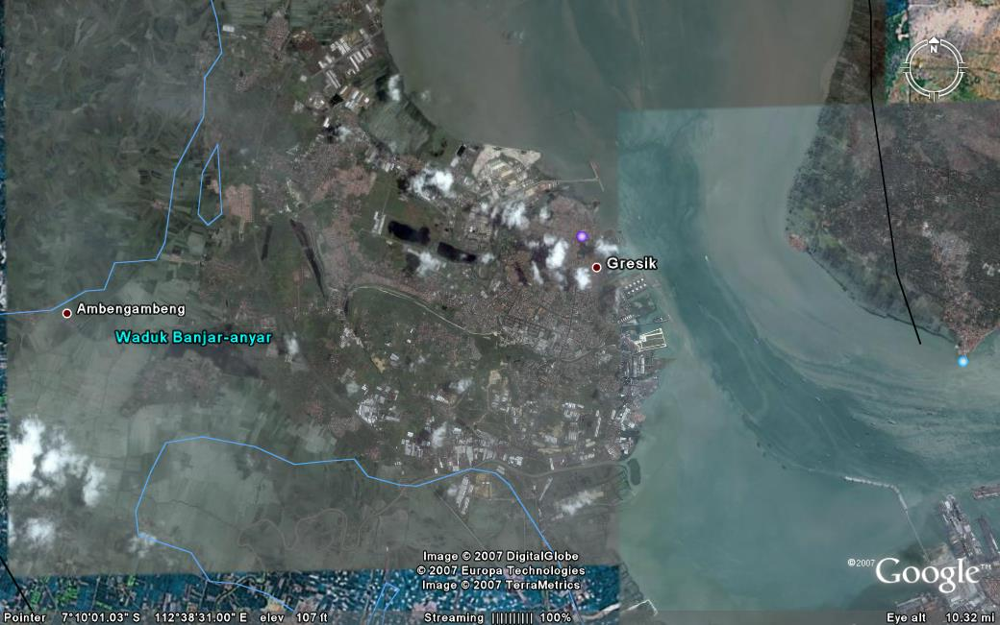 N
Gresik
Ambengambeng
Waduk Banjar-anyar
Image © 2007 DigitalGlobe
© 2007 Europa Technologies
Image © 2007 TerraMetrics
©2007 Google™
Pointer 7°10'01.03" S 112°38'31.00" E elev 107 ft Streaming ||||||||| 100% Eye alt 10.32 mi